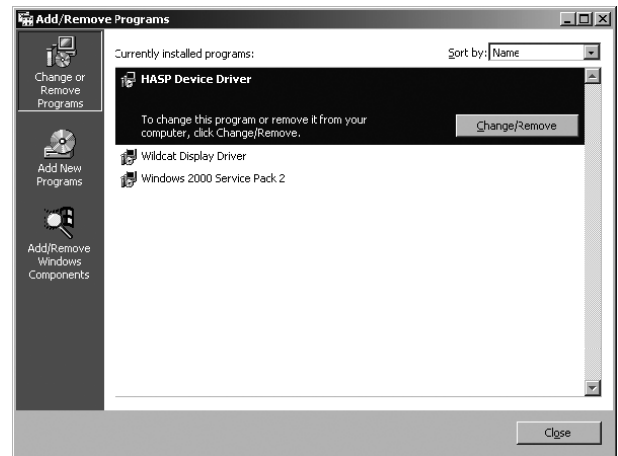 Add/Remove Programs
Change or
Remove
Programs
Add New
Programs
Add/Remove
Windows
Components
Currently installed programs:
Sort by: Name
HASP Device Driver
To change this program or remove it from your
computer, click Change/Remove.
Change/Remove
Wildcat Display Driver
Windows 2000 Service Pack 2
Close